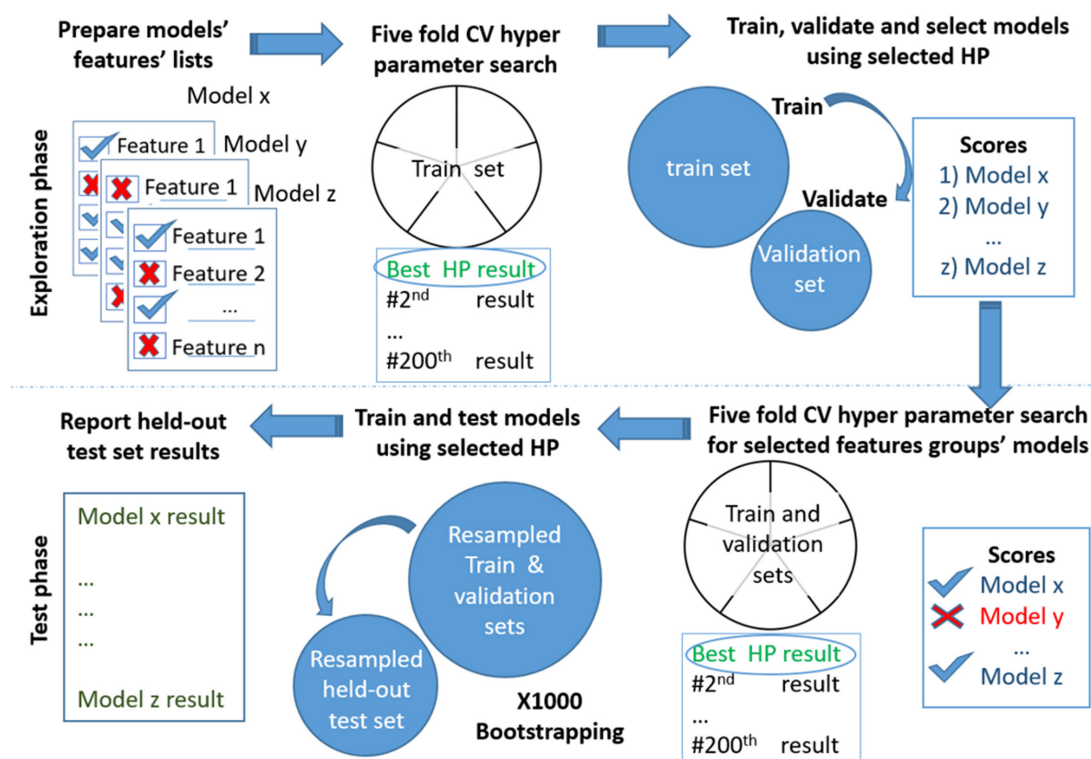 Prepare models'
features' lists
Five fold CV hyper
parameter search
Train, validate and select models
using selected HP
Exploration phase
Model x
Feature 1
Model y
Feature 1
Model z
Feature 1
Feature 2
...
Feature n
Train set
Best HP result
#2nd result
...
#200th result
Train
train set
Validate
Validation
set
Scores
1) Model x
2) Model y
...
z) Model z
Report held-out
test set results
Train and test models
using selected HP
Five fold CV hyper parameter search
for selected features groups' models
Test phase
Model x result
...
...
...
Model z result
Resampled
Train &
validation
sets
Resampled
held-out
test set
X1000
Bootstrapping
Train and
validation
sets
Best HP result
#2nd result
...
#200th result
Scores
Model x
Model y
...
Model z